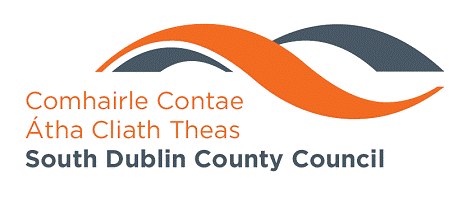 Comhairle Contae
Átha Cliath Theas
South Dublin County Council